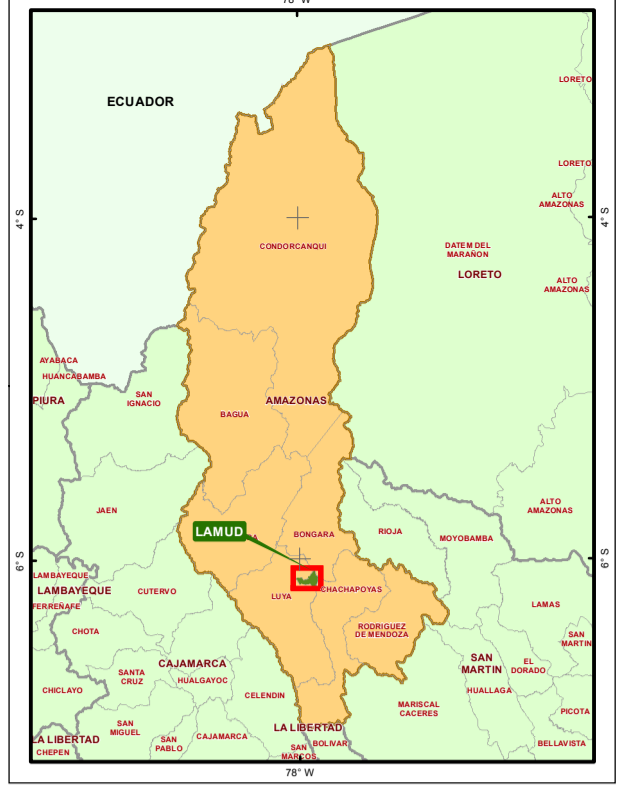 78° W
LORETO
ECUADOR
LORETO
ALTO
AMAZONAS
4° S
4° S
CONDORCANQUI
DATEM DEL
MARAÑON
LORETO
ALTO
AMAZONAS
AYABACA
HUANCABAMBA
SAN
IGNACIO
PIURA
AMAZONAS
BAGUA
JAEN
ALTO
AMAZONAS
LAMUD
BONGARA
RIOJA
MOYOBAMBA
6° S
6° S
LAMBAYEQUE
LAMBAYEQUE
CUTERVO
LUYA
CHACHAPOYAS
FERREÑAFE
LAMAS
CHOTA
RODRIGUEZ
DE MENDOZA
SAN
MARTIN
CAJAMARCA
SAN
MARTIN
EL
DORADO
SANTA
CRUZ
HUALGAYOC
CHICLAYO
CELENDIN
HUALLAGA
MARISCAL
CACERES
PICOTA
SAN
MIGUEL
LA LIBERTAD
LA LIBERTAD
SAN
PABLO
CAJAMARCA
SAN
MARCOS
BOLIVAR
BELLAVISTA
CHEPEN
78° W